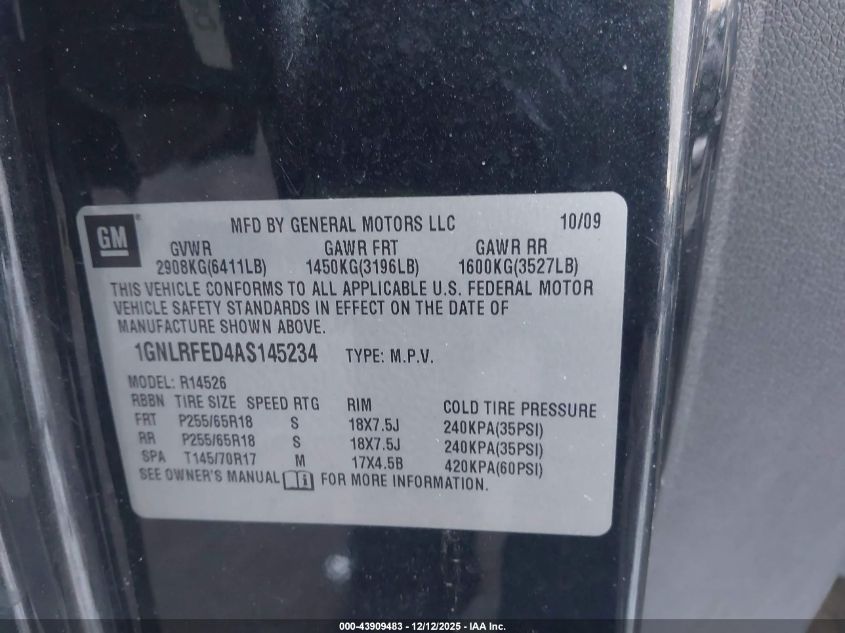 GM
MFD BY GENERAL MOTORS LLC 10/09
GVWR GAWR FRT GAWR RR
2908KG(6411LB) 1450KG(3196LB) 1600KG(3527LB)
THIS VEHICLE CONFORMS TO ALL APPLICABLE U.S. FEDERAL MOTOR
VEHICLE SAFETY STANDARDS IN EFFECT ON THE DATE OF
MANUFACTURE SHOWN ABOVE.
1GNLRFED4AS145234 TYPE: M.P.V.
MODEL: R14526
RBBN TIRE SIZE SPEED RTG RIM COLD TIRE PRESSURE
FRT P255/65R18 S 18X7.5J 240KPA(35PSI)
RR P255/65R18 S 18X7.5J 240KPA(35PSI)
SPA T145/70R17 M 17X4.5B 420KPA(60PSI)
SEE OWNER'S MANUAL i FOR MORE INFORMATION.
000-43909483 - 12/12/2025 - IAA Inc.